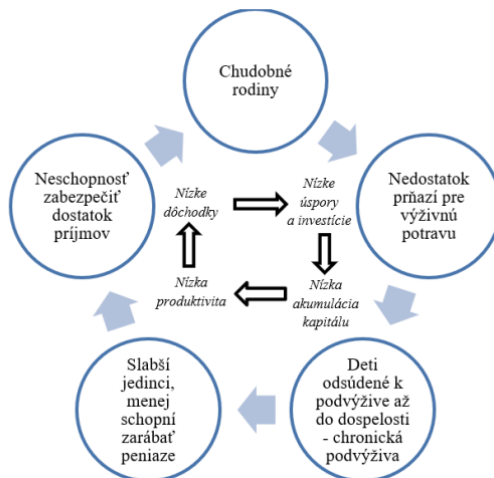 Chudobné
rodiny
Nedostatok
prňazí pre
výživnú
potravu
Deti
odsúdené k
podvýžive až
do dospelosti
- chronická
podvýživa
Slabší
jedinci,
menej
schopní
zarábať
peniaze
Neschopnosť
zabezpečiť
dostatok
príjmov
Nízke
dôchodky
Nízke
úspory
a investície
Nízka
akumulácia
kapitálu
Nízka
produktivita